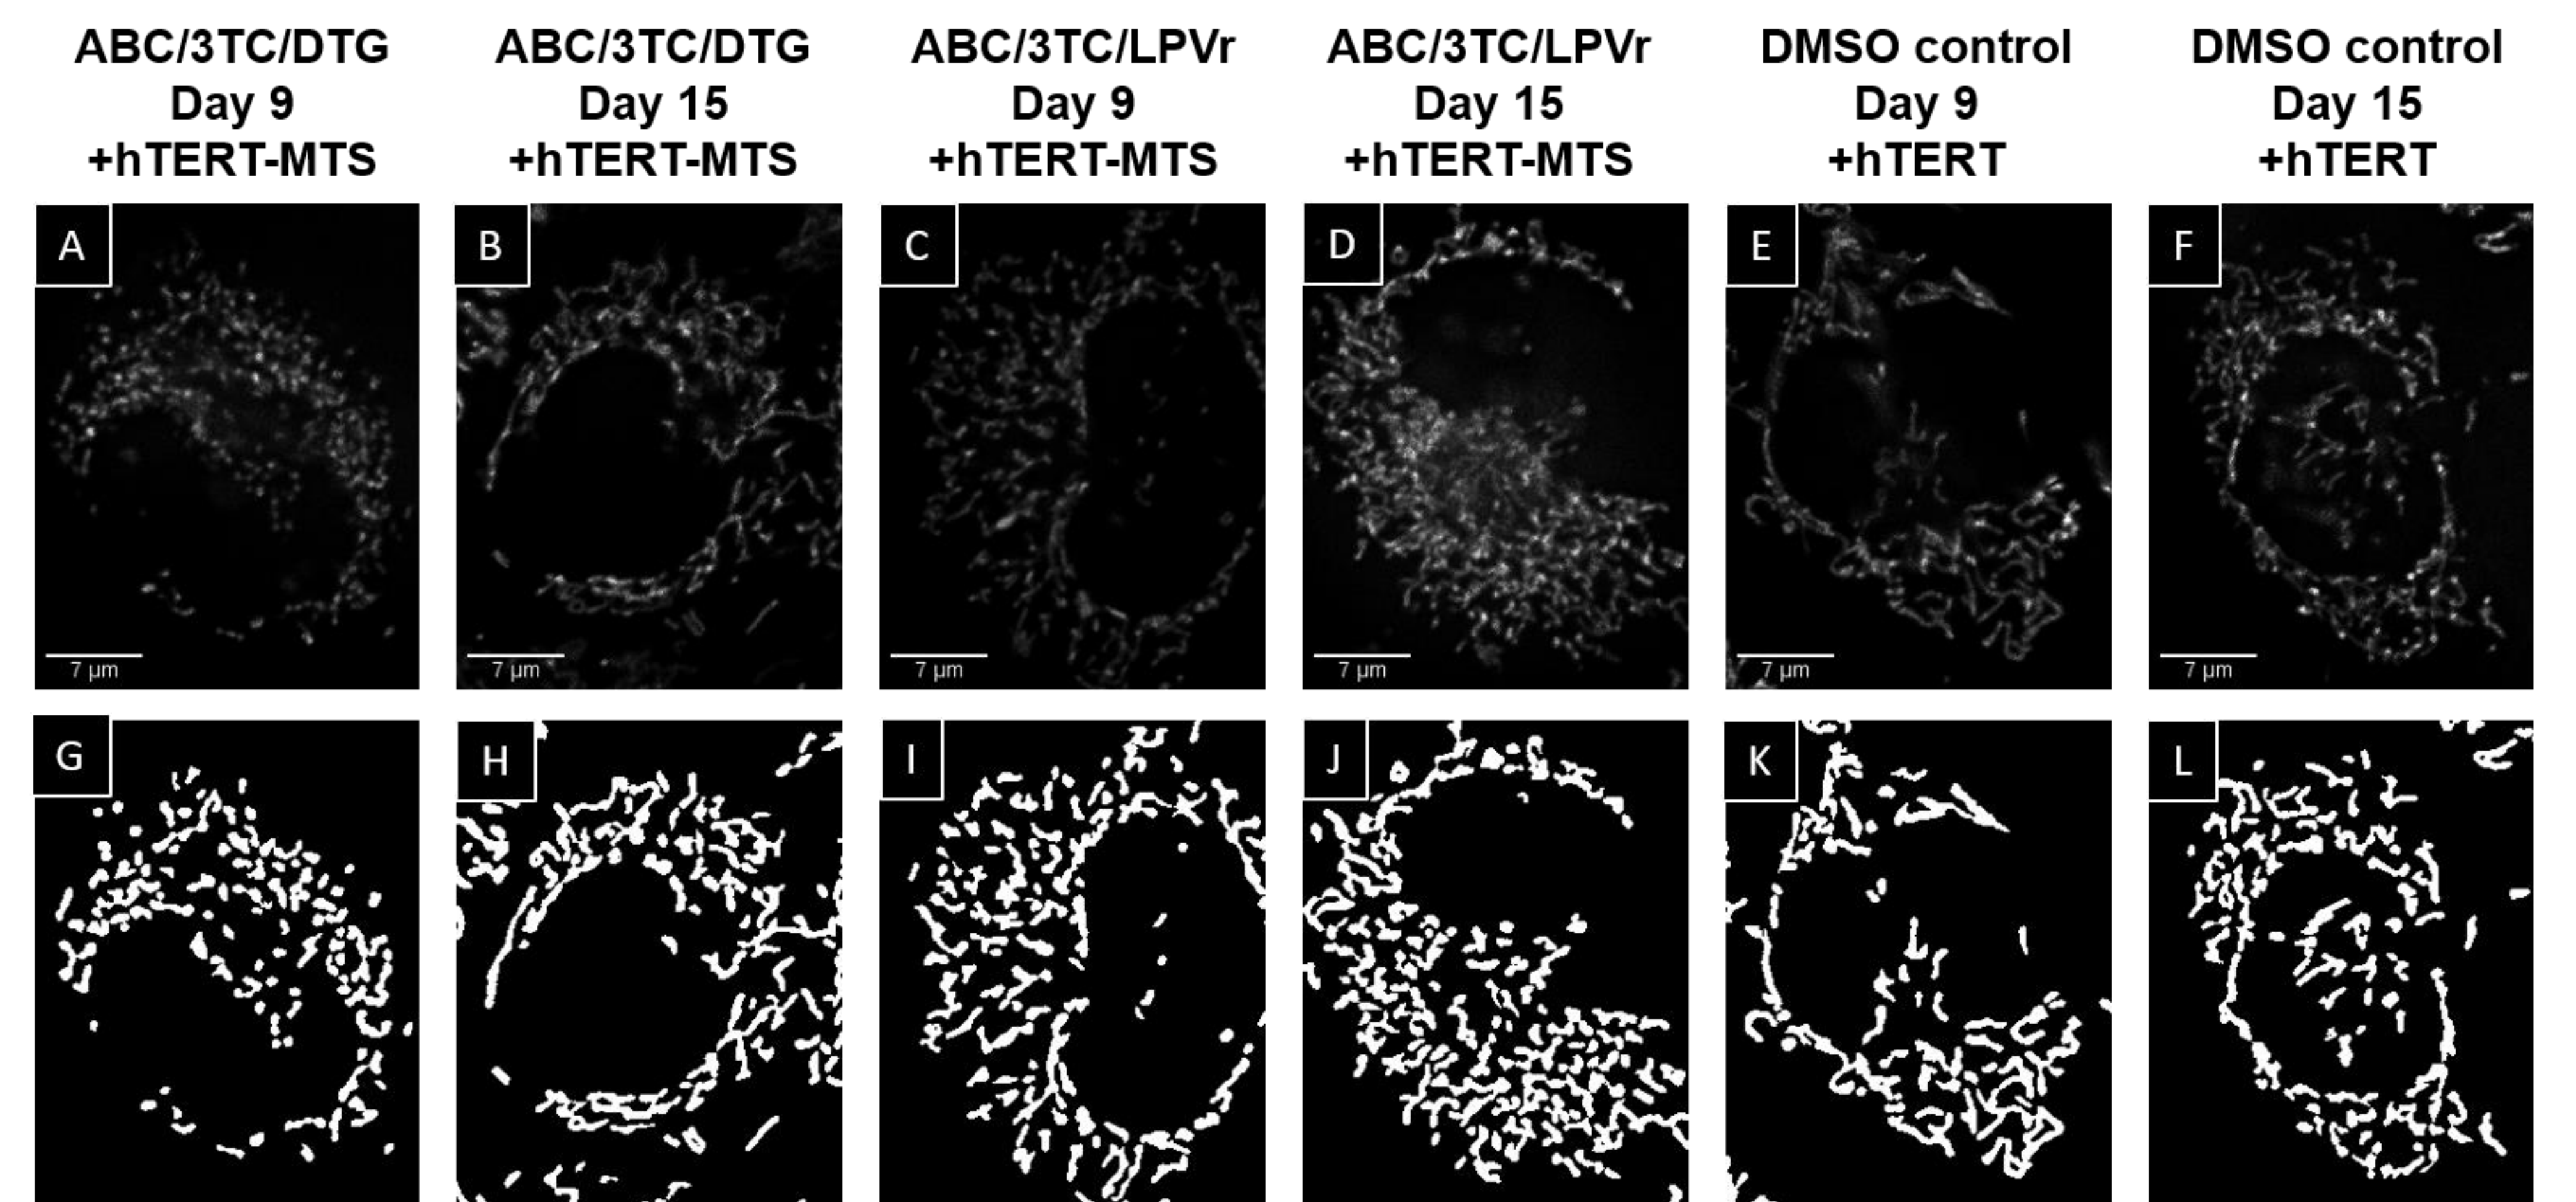 ABC/3TC/DTG
Day 9
+hTERT-MTS
ABC/3TC/DTG
Day 15
+hTERT-MTS
ABC/3TC/LPVr
Day 9
+hTERT-MTS
ABC/3TC/LPVr
Day 15
+hTERT-MTS
DMSO control
Day 9
+hTERT
DMSO control
Day 15
+hTERT
A
B
C
D
E
F
7 µm
7 µm
7 µm
7 µm
7 µm
7 µm
G
H
I
J
K
L